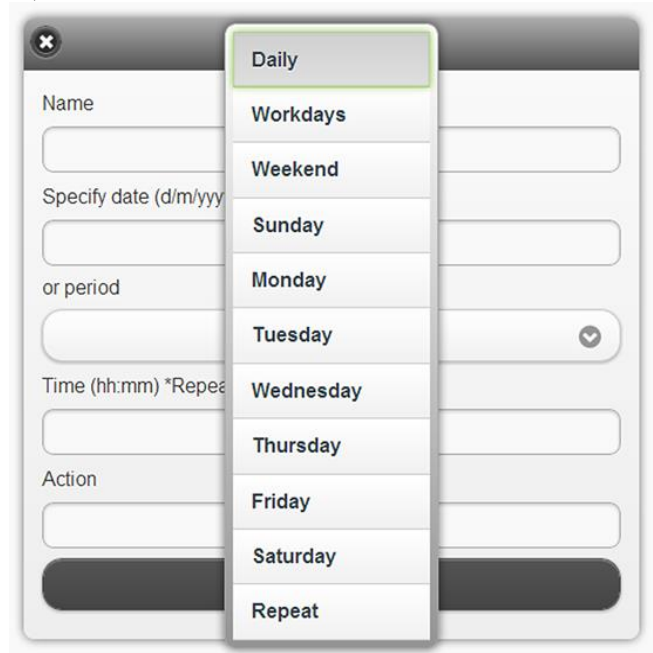 Daily
Name
Workdays
Weekend
Specify date (d/m/yyy
Sunday
or period
Monday
Tuesday
Time (hh:mm) *Repea
Wednesday
Thursday
Action
Friday
Saturday
Repeat